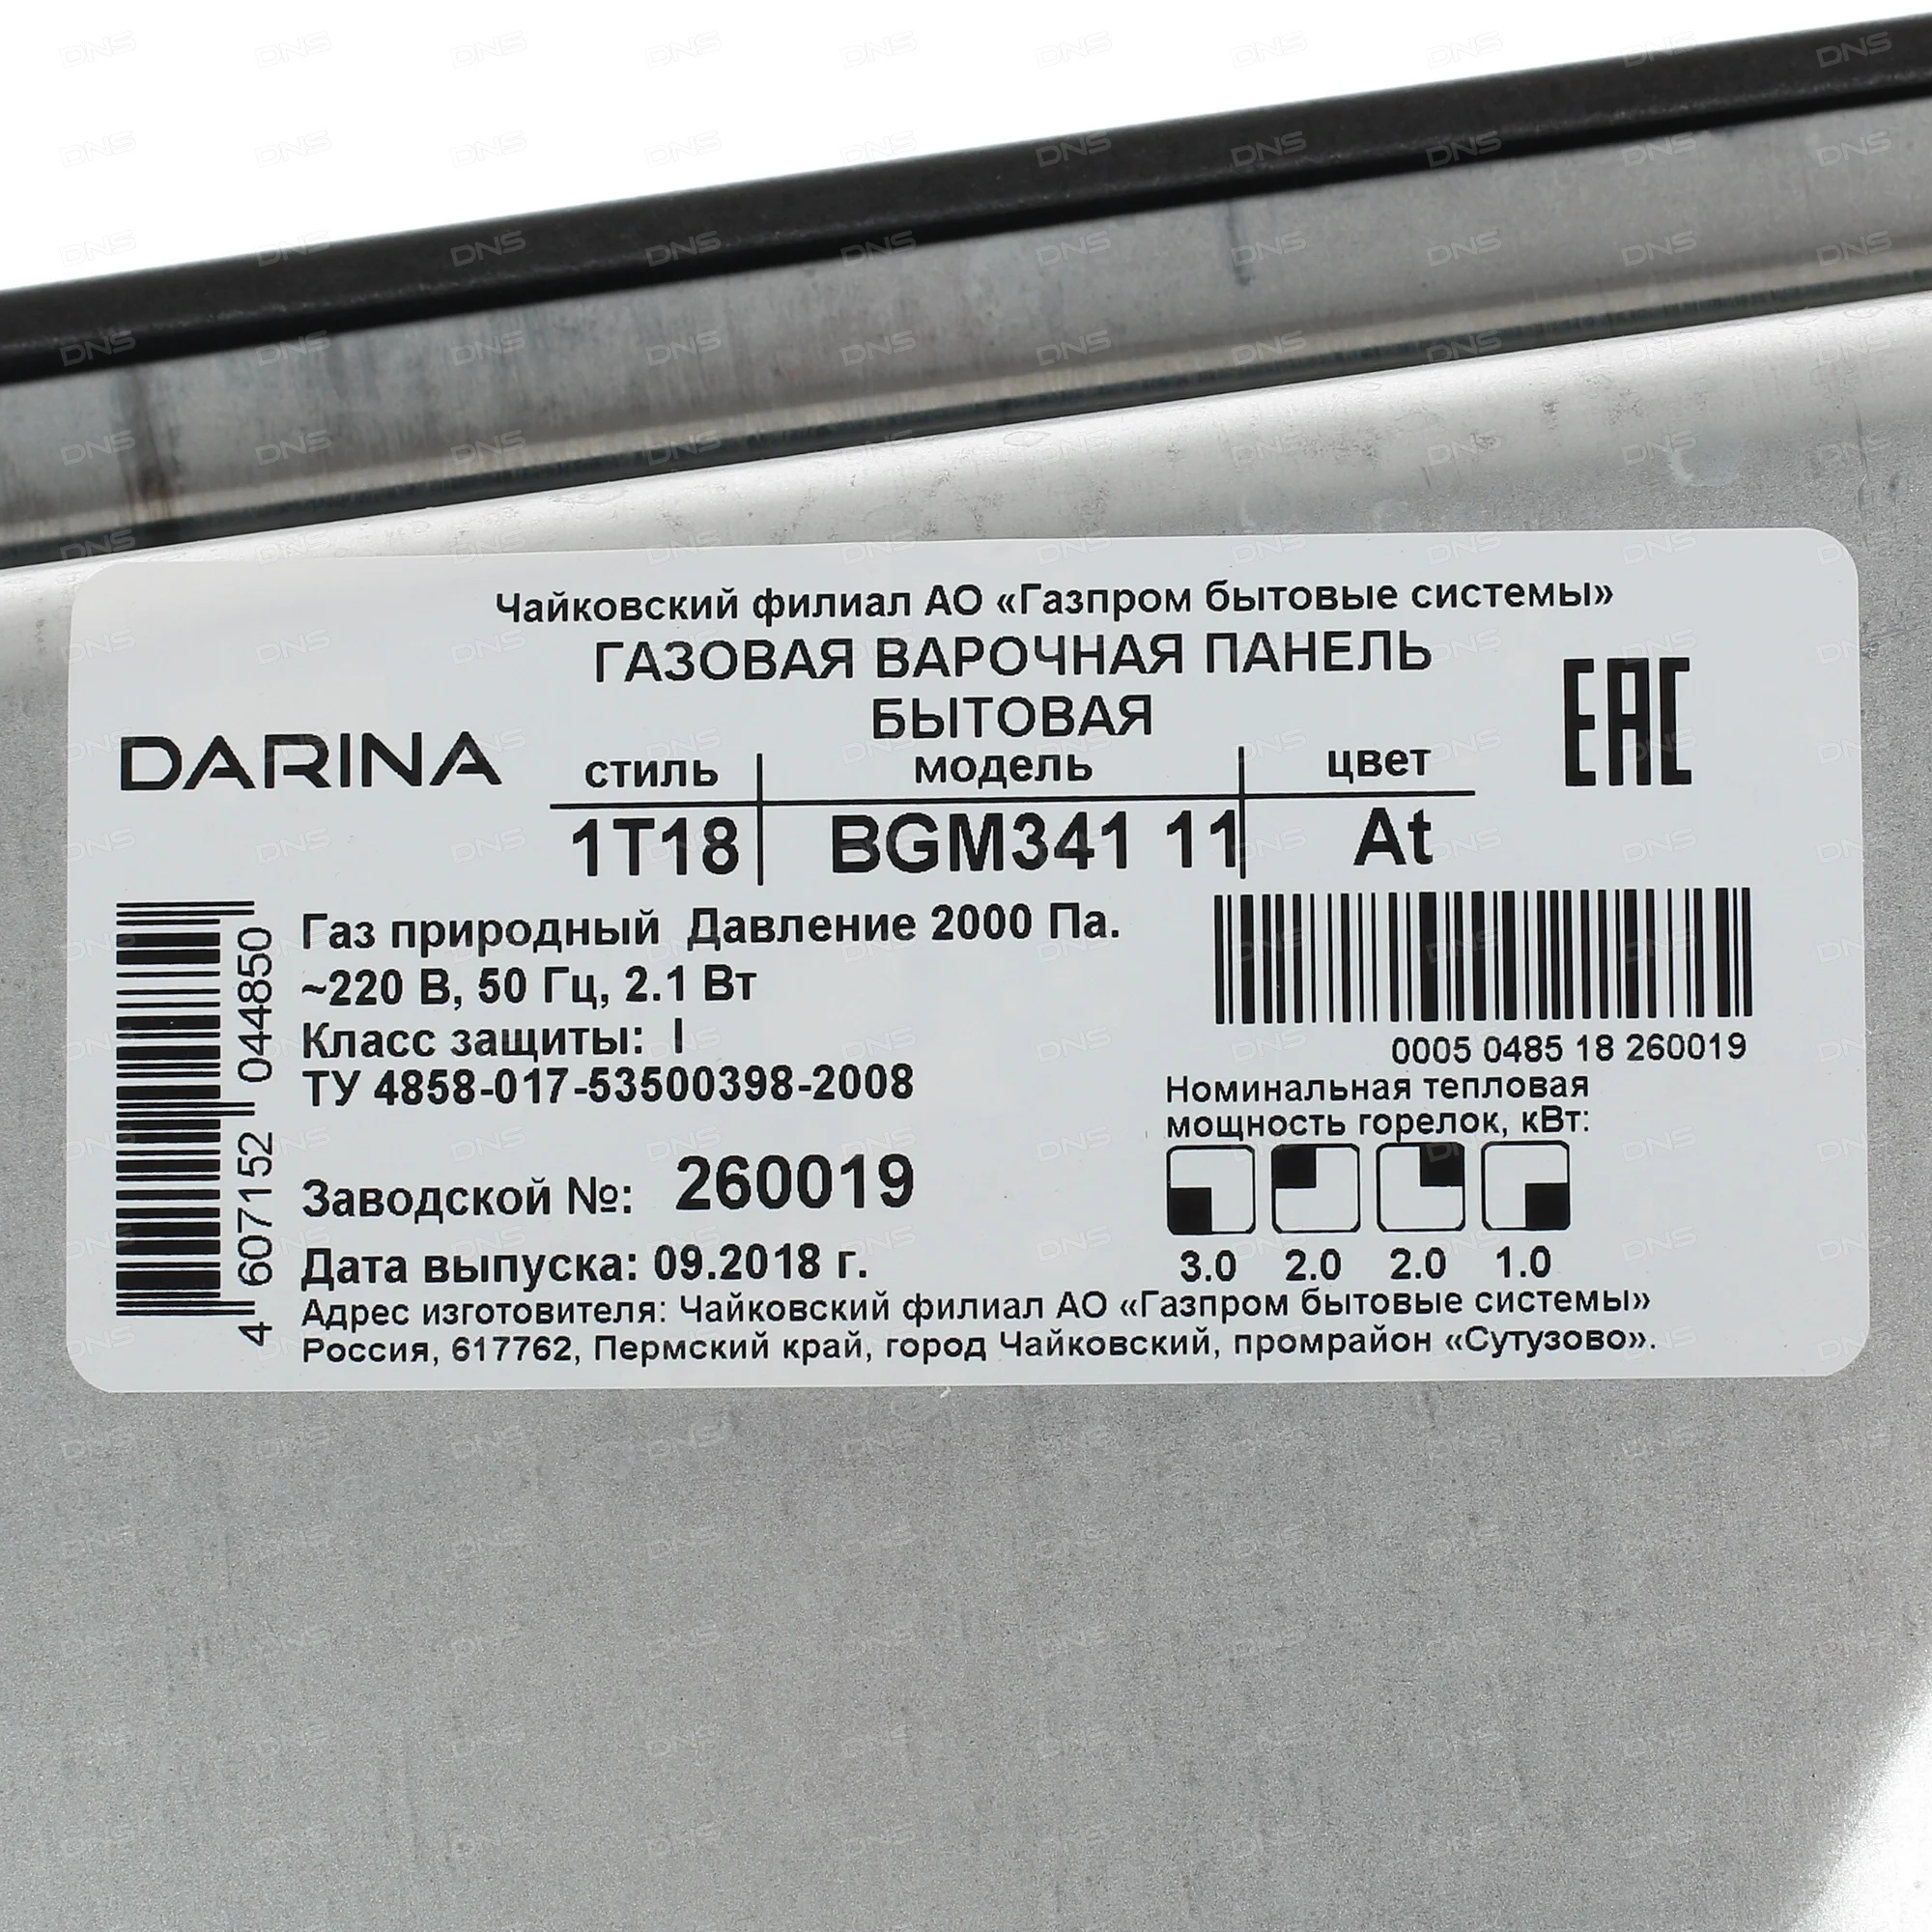 Чайковский филиал АО «Газпром бытовые системы»
ГАЗОВАЯ ВАРОЧНАЯ ПАНЕЛЬ
БЫТОВАЯ
DARINA
EAC
стиль модель цвет
1T18 BGM341 11 At
Газ природный Давление 2000 Па.
~220 В, 50 Гц, 2.1 Вт
Класс защиты: I
ТУ 4858-017-53500398-2008
4 607152 044850
0005 0485 18 260019
Номинальная тепловая
мощность горелок, кВт:
3.0 2.0 2.0 1.0
Заводской №: 260019
Дата выпуска: 09.2018 г.
Адрес изготовителя: Чайковский филиал АО «Газпром бытовые системы»
Россия, 617762, Пермский край, город Чайковский, промрайон «Сутузово».
DNS